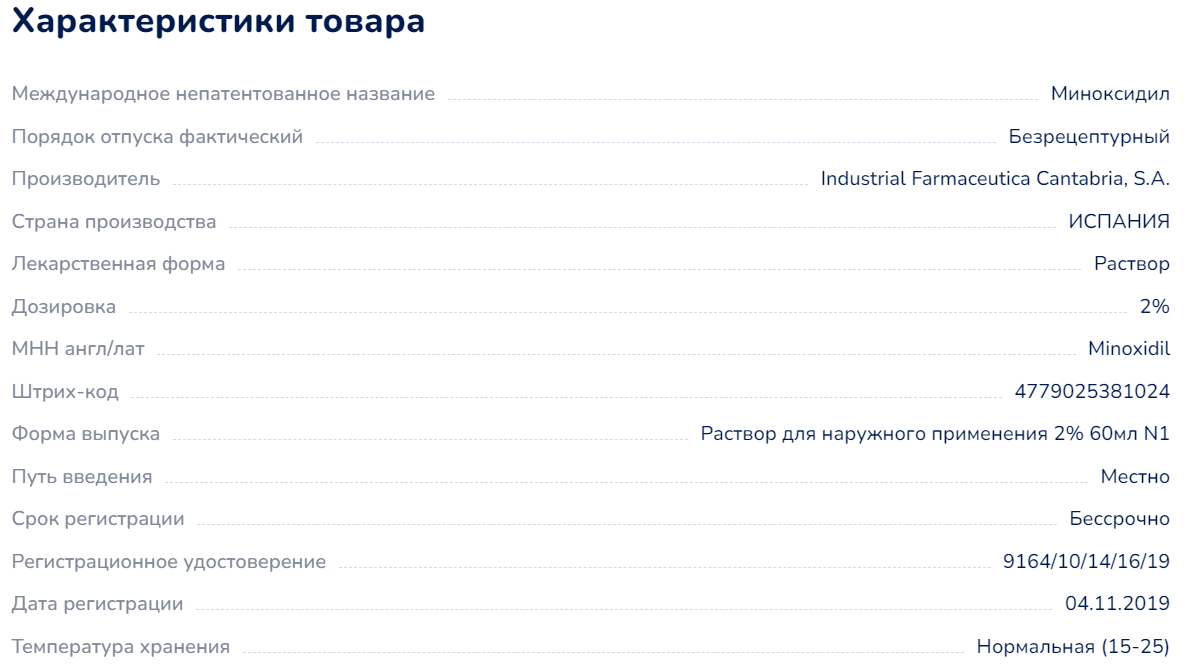 Характеристики товара
Международное непатентованное название Миноксидил
Порядок отпуска фактический Безрецептурный
Производитель Industrial Farmaceutica Cantabria, S.A.
Страна производства ИСПАНИЯ
Лекарственная форма Раствор
Дозировка 2%
МНН англ/лат Minoxidil
Штрих-код 4779025381024
Форма выпуска Раствор для наружного применения 2% 60мл N1
Путь введения Местно
Срок регистрации Бессрочно
Регистрационное удостоверение 9164/10/14/16/19
Дата регистрации 04.11.2019
Температура хранения Нормальная (15-25)